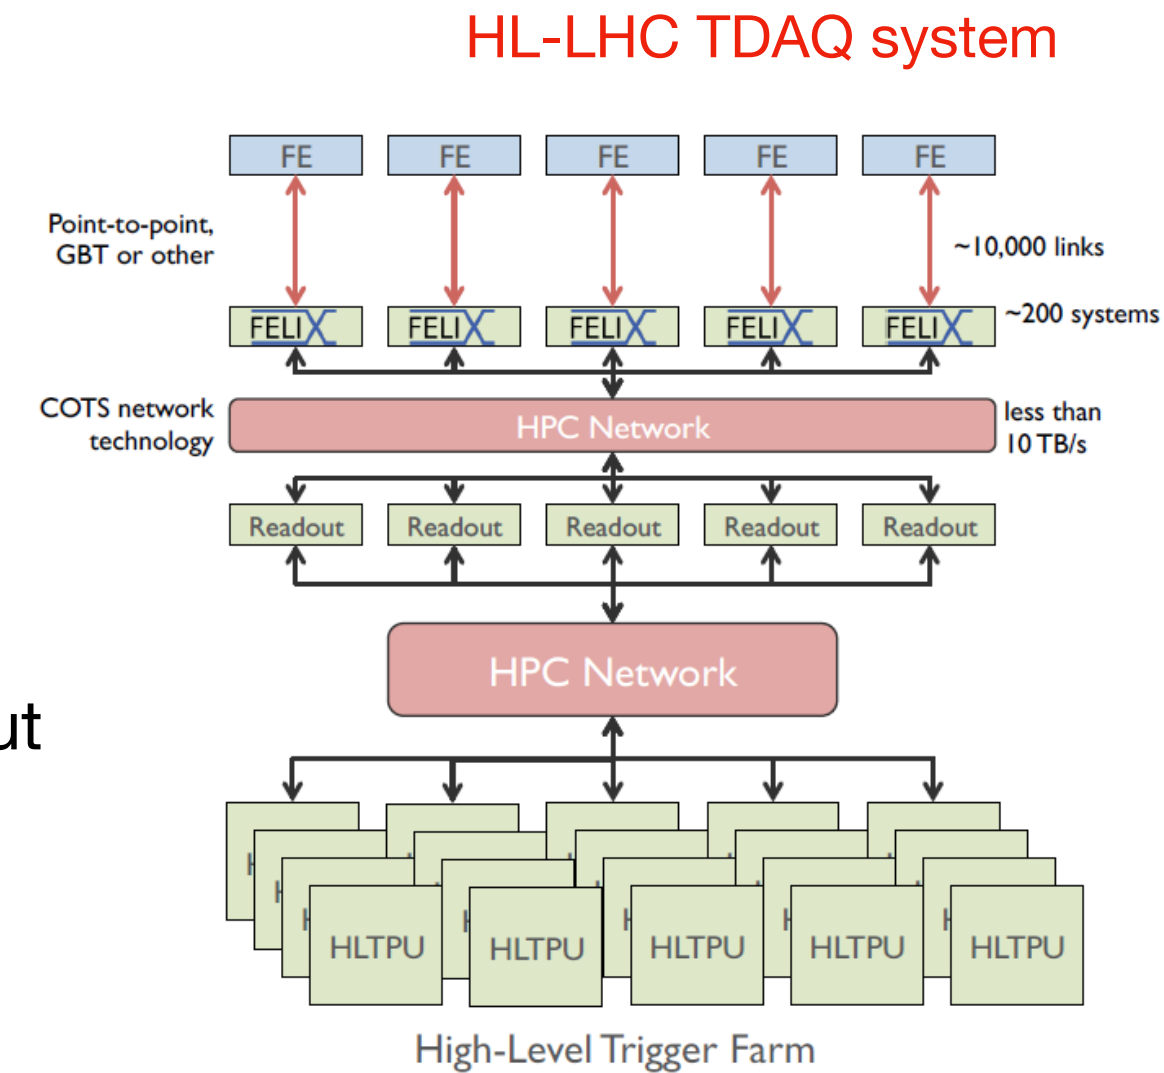 HL-LHC TDAQ system
FE FE FE FE FE
Point-to-point,
GBT or other
~10,000 links
FELIX FELIX FELIX FELIX FELIX
~200 systems
COTS network
technology
HPC Network
less than
10 TB/s
Readout Readout Readout Readout Readout
HPC Network
ut
HLTPU HLTPU HLTPU HLTPU HLTPU
High-Level Trigger Farm